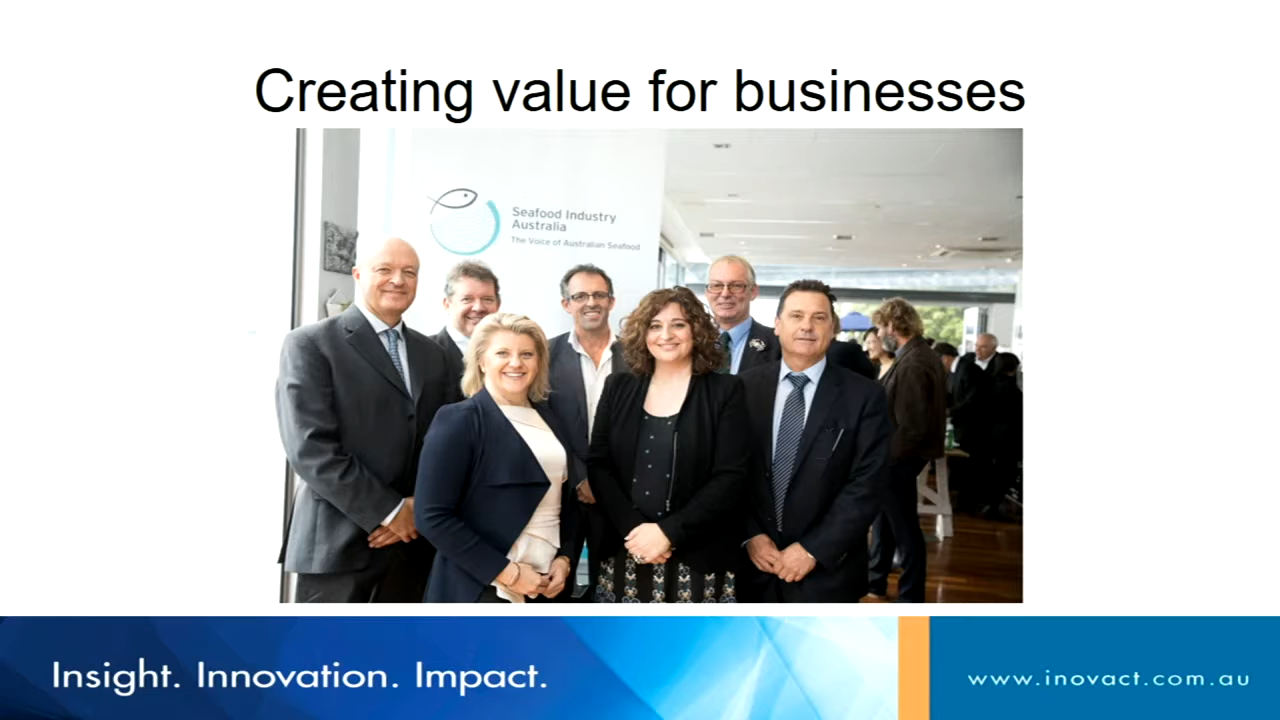 Creating value for businesses
Seafood Industry
Australia
The Voice of Australian Seafood
Insight. Innovation. Impact.
www.inovact.com.au